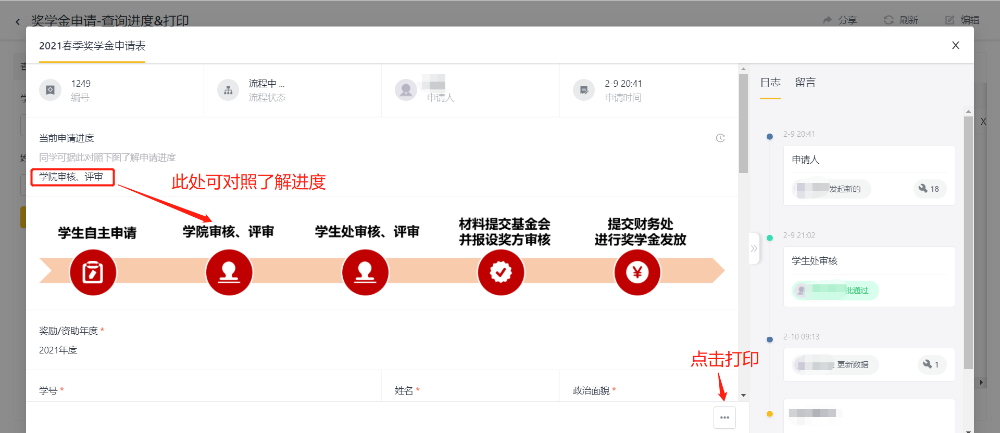 奖学金申请-查询进度&打印
分享
刷新
编辑
2021春季奖学金申请表
X
1249
编号
流程中 ...
流程状态
申请人
2-9 20:41
申请时间
当前申请进度
同学可据此对照下图了解申请进度
学院审核、评审
此处可对照了解进度
学生自主申请
学院审核、评审
学生处审核、评审
材料提交基金会
并报设奖方审核
提交财务处
进行奖学金发放
奖励/资助年度 *
2021年度
点击打印
学号 *
姓名 *
政治面貌 *
日志
留言
2-9 20:41
申请人
发起新的
18
2-9 21:02
学生处审核
批通过
2-10 09:13
更新数据
1
X